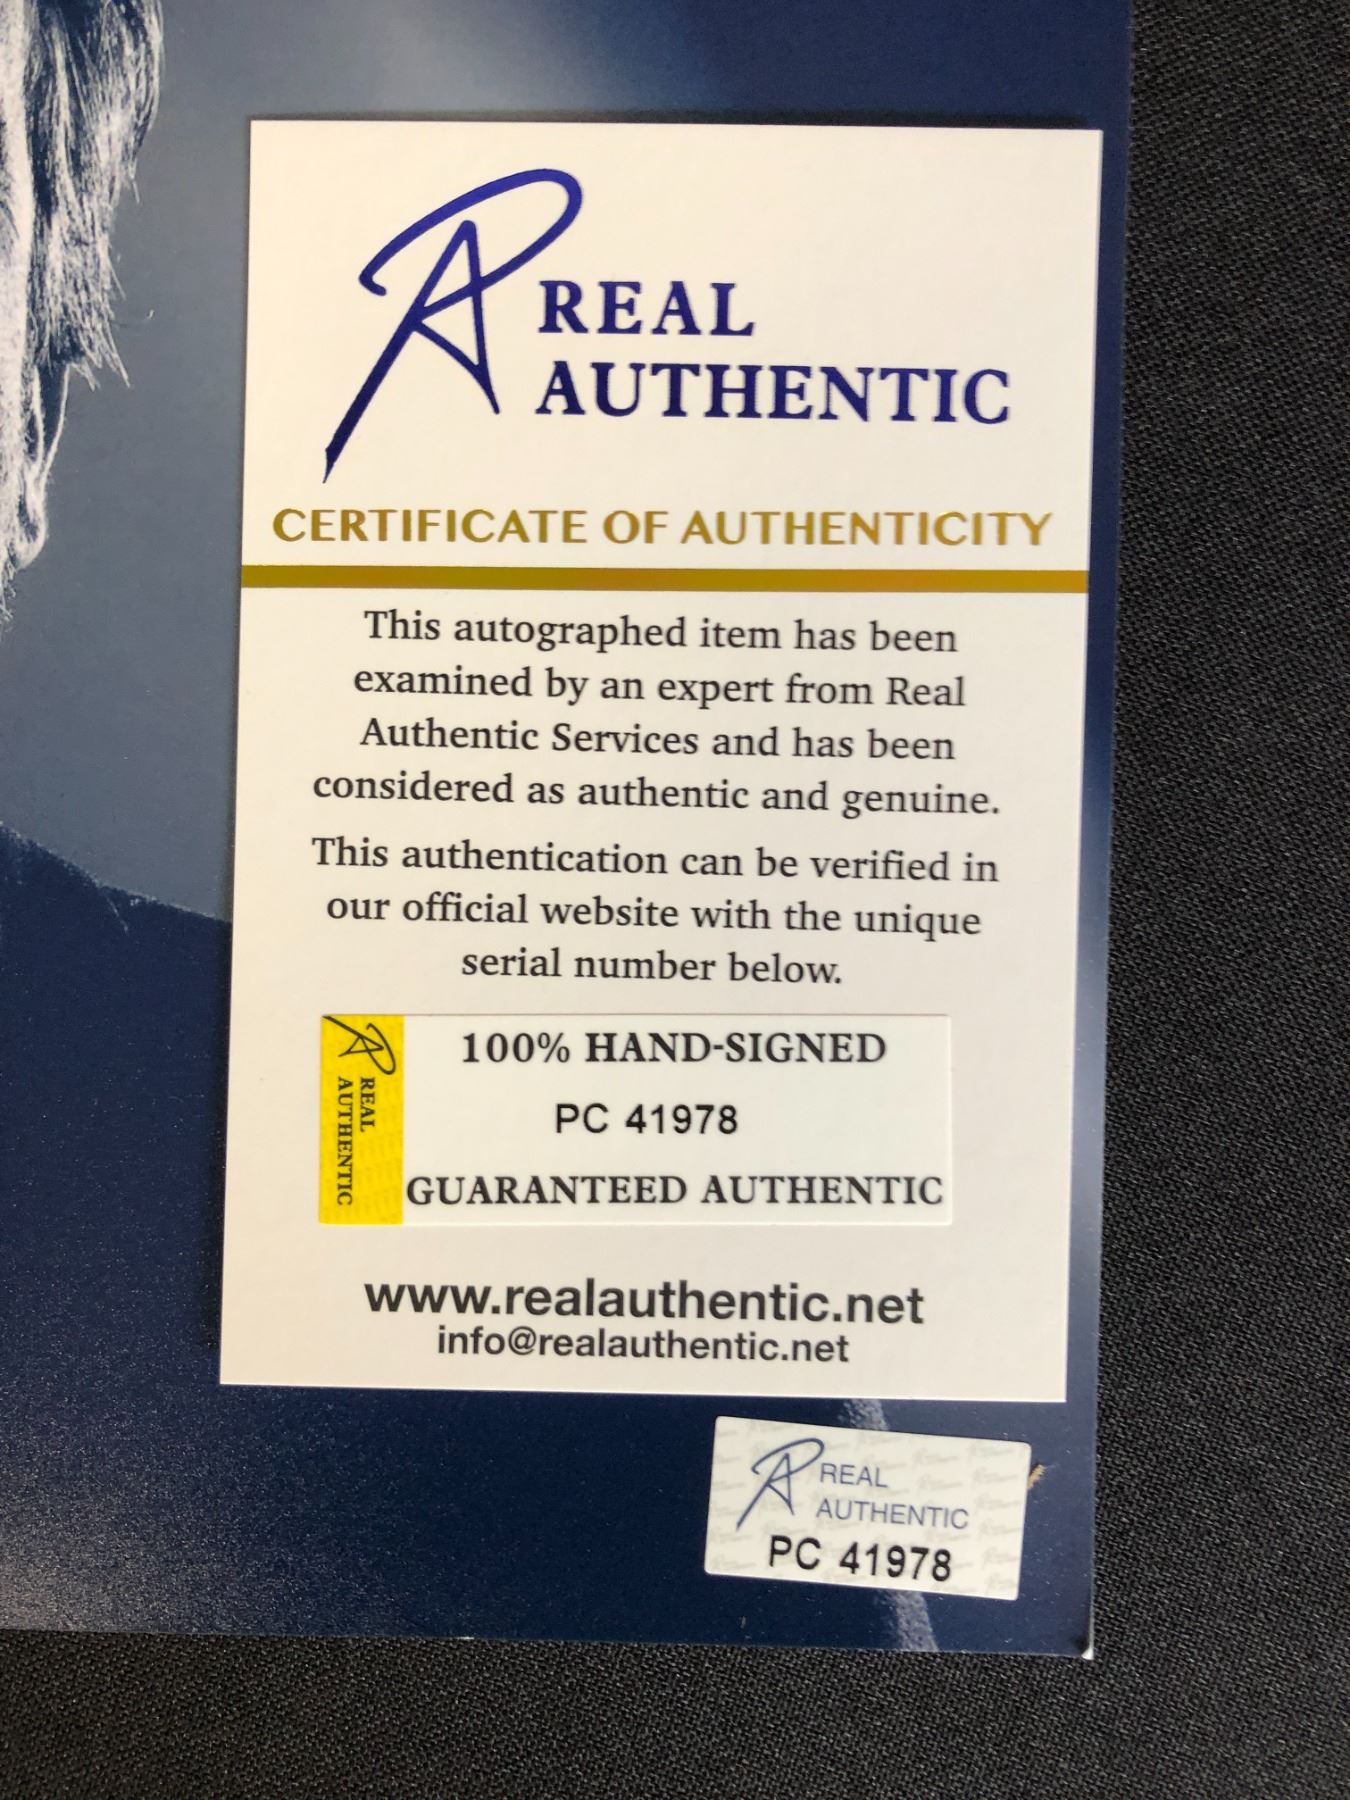 REAL
AUTHENTIC
CERTIFICATE OF AUTHENTICITY
This autographed item has been
examined by an expert from Real
Authentic Services and has been
considered as authentic and genuine.
This authentication can be verified in
our official website with the unique
serial number below.
REAL
AUTHENTIC
100% HAND-SIGNED
PC 41978
GUARANTEED AUTHENTIC
www.realauthentic.net
info@realauthentic.net
REAL
AUTHENTIC
PC 41978